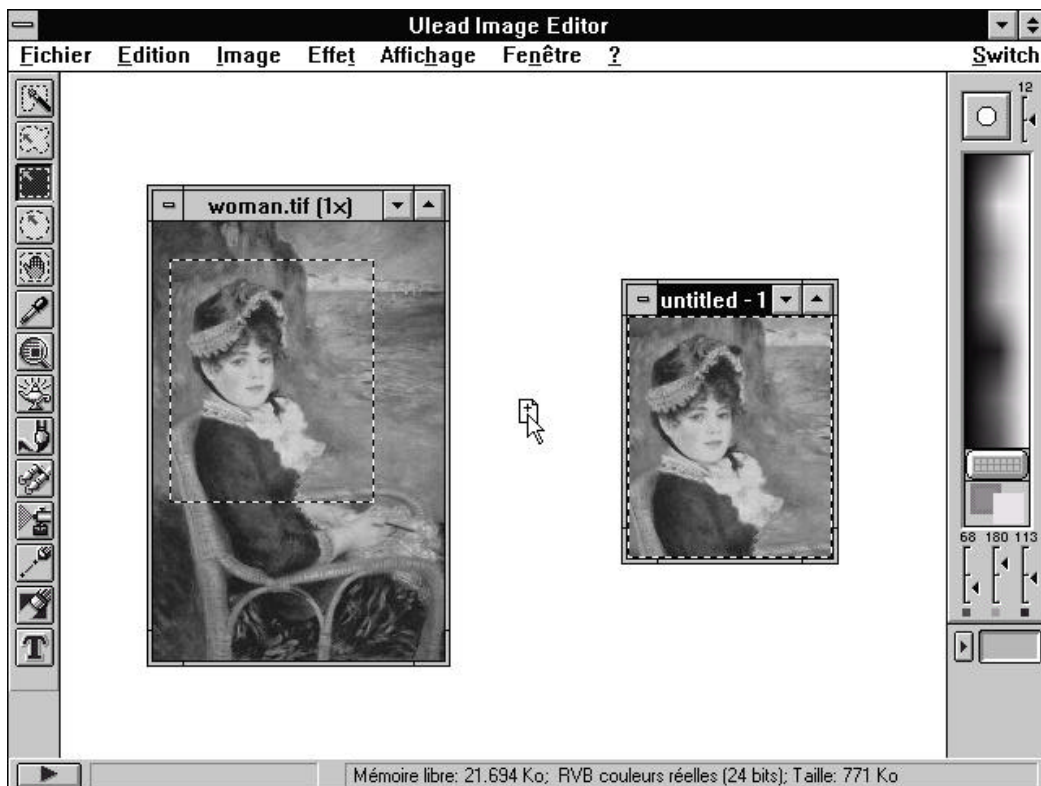 Ulead Image Editor
Fichier Edition Image Effet Affichage Fenêtre ? Switch
12
woman.tif (1x)
untitled - 1
68 180 113
T
Mémoire libre: 21.694 Ko; RVB couleurs réelles (24 bits); Taille: 771 Ko